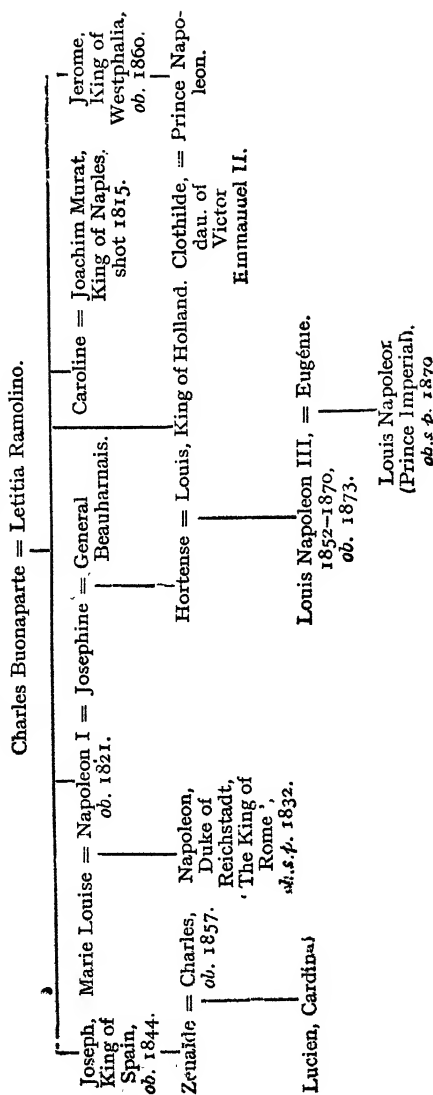 Charles Buonaparte = Letitia Ramolino.
Joseph,
King of
Spain,
ob. 1844.
Marie Louise = Napoleon I = Josephine = General
ob. 1821.
Beauharnais.
Caroline = Joachim Murat,
King of Naples,
shot 1815.
Jerome,
King of
Westphalia,
ob. 1860.
Zenaïde = Charles,
ob. 1857.
Napoleon,
Duke of
Reichstadt,
'The King of
Rome',
ob.s.p. 1832.
Hortense = Louis, King of Holland.
Clothilde, = Prince Napo-
dau. of
leon.
Victor
Emmanuel II.
Lucien, Cardinal
Louis Napoleon III, = Eugénie.
1852–1870,
ob. 1873.
Louis Napoleon
(Prince Imperial),
ob.s p. 1870